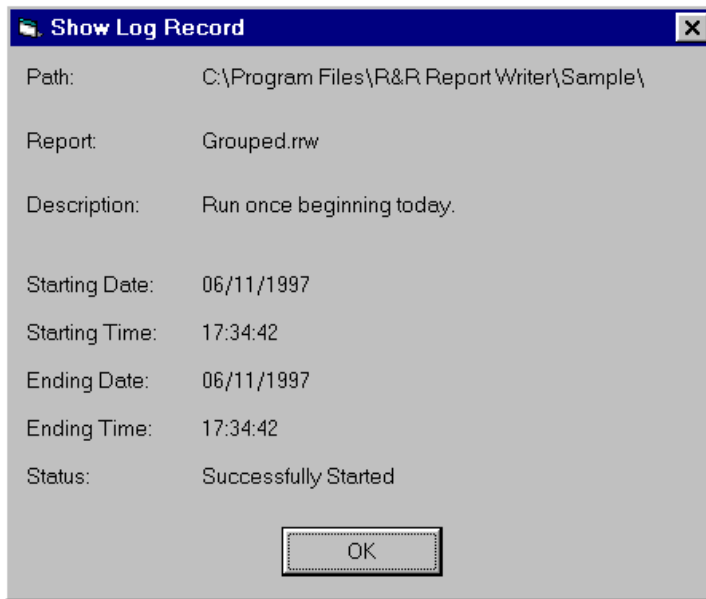 Show Log Record
Path: C:\Program Files\R&R Report Writer\Sample\
Report: Grouped.rrw
Description: Run once beginning today.
Starting Date: 06/11/1997
Starting Time: 17:34:42
Ending Date: 06/11/1997
Ending Time: 17:34:42
Status: Successfully Started
OK